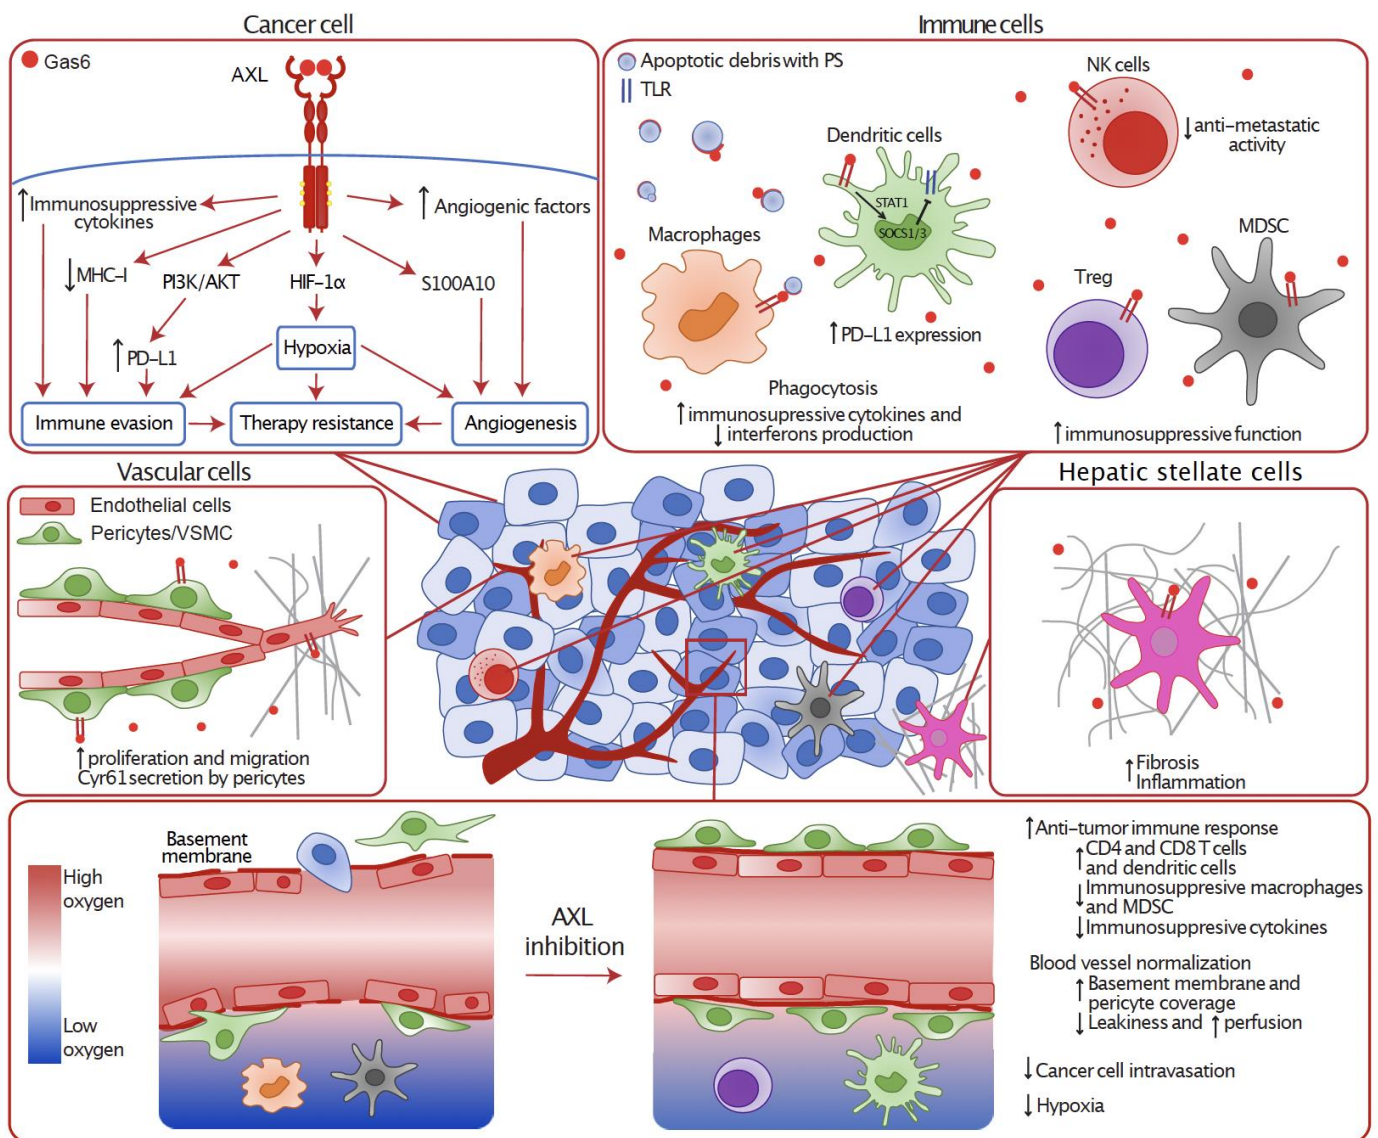 Cancer cell
Gas6
AXL
↑ Immunosuppressive
cytokines
↑ Angiogenic factors
↓ MHC-I
PI3K/AKT
HIF-1α
S100A10
↑ PD-L1
Hypoxia
Immune evasion
Therapy resistance
Angiogenesis
Immune cells
Apoptotic debris with PS
TLR
Macrophages
Dendritic cells
STAT1
SOCS1/3
↑ PD-L1 expression
Phagocytosis
↑ immunosupressive cytokines and
↓ interferons production
NK cells
↓ anti-metastatic
activity
Treg
MDSC
↑ immunosuppressive function
Vascular cells
Endothelial cells
Pericytes/VSMC
↑ proliferation and migration
Cyr61 secretion by pericytes
Hepatic stellate cells
↑ Fibrosis
Inflammation
High
oxygen
Low
oxygen
Basement
membrane
AXL
inhibition
↑ Anti-tumor immune response
↑ CD4 and CD8 T cells
and dendritic cells
↓ Immunosuppresive macrophages
and MDSC
↓ Immunosuppresive cytokines
Blood vessel normalization
↑ Basement membrane and
pericyte coverage
↓ Leakiness and ↑ perfusion
↓ Cancer cell intravasation
↓ Hypoxia